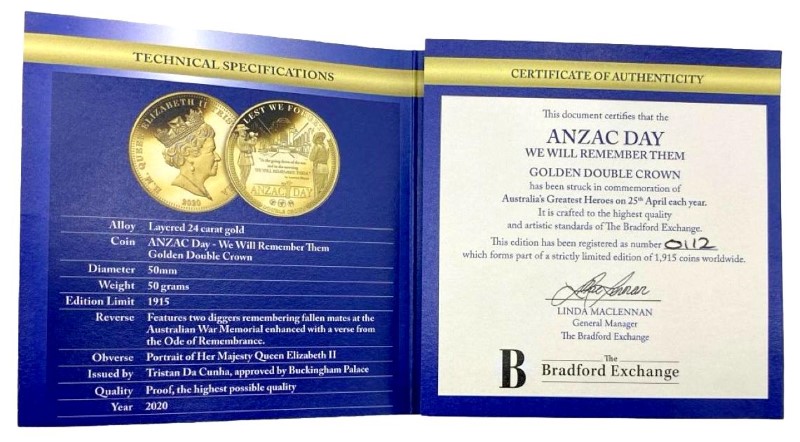 TECHNICAL SPECIFICATIONS
H.M. QUEEN ELIZABETH II
2020
LEST WE FORGET
WE WILL REMEMBER THEM
ANZAC DAY
Alloy Layered 24 carat gold
Coin ANZAC Day - We Will Remember Them
Golden Double Crown
Diameter 50mm
Weight 50 grams
Edition Limit 1915
Reverse Features two diggers remembering fallen mates at the
Australian War Memorial enhanced with a verse from
the Ode of Remembrance.
Obverse Portrait of Her Majesty Queen Elizabeth II
Issued by Tristan Da Cunha, approved by Buckingham Palace
Quality Proof, the highest possible quality
Year 2020
CERTIFICATE OF AUTHENTICITY
This document certifies that the
ANZAC DAY
WE WILL REMEMBER THEM
GOLDEN DOUBLE CROWN
has been struck in commemoration of
Australia's Greatest Heroes on 25th April each year.
It is crafted to the highest quality
and artistic standards of The Bradford Exchange.
This edition has been registered as number 0112
which forms part of a strictly limited edition of 1,915 coins worldwide.
LINDA MACLENNAN
General Manager
The Bradford Exchange
B The
Bradford Exchange